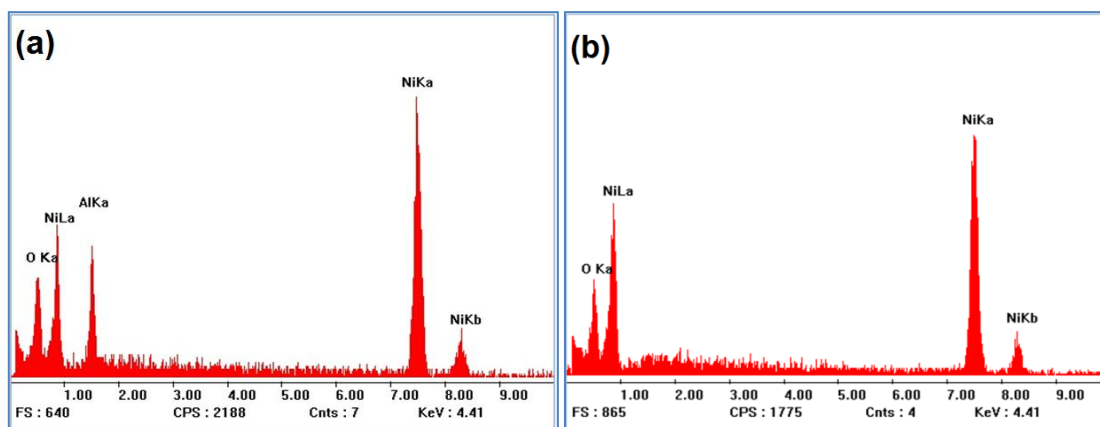 (a)
NiKa
AlKa
NiLa
O Ka
NiKb
1.00 2.00 3.00 4.00 5.00 6.00 7.00 8.00 9.00
FS : 640 CPS : 2188 Cnts : 7 KeV : 4.41
(b)
NiKa
NiLa
O Ka
NiKb
1.00 2.00 3.00 4.00 5.00 6.00 7.00 8.00 9.00
FS : 865 CPS : 1775 Cnts : 4 KeV : 4.41